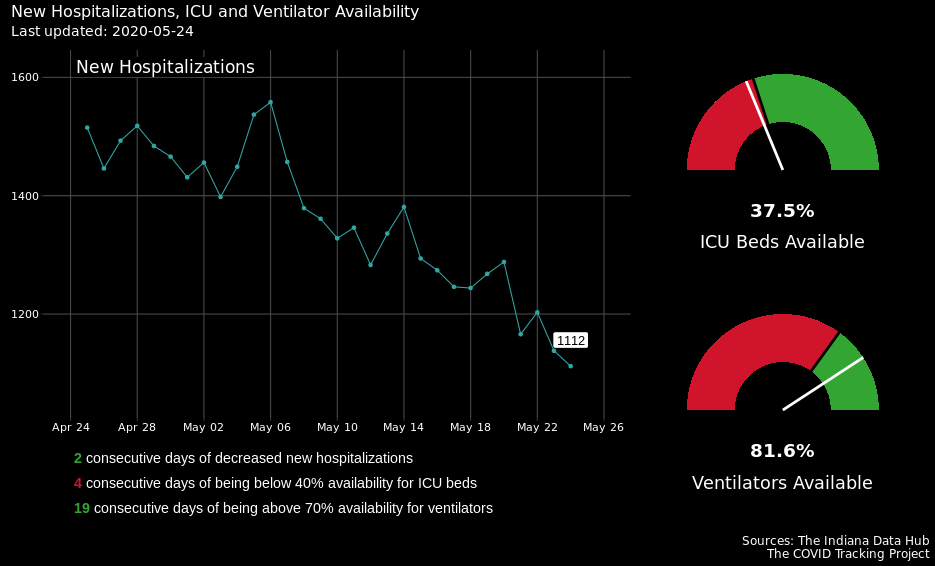 New Hospitalizations, ICU and Ventilator Availability
Last updated: 2020-05-24
New Hospitalizations
1600
1400
1200
1112
Apr 24 Apr 28 May 02 May 06 May 10 May 14 May 18 May 22 May 26
37.5%
ICU Beds Available
81.6%
Ventilators Available
2 consecutive days of decreased new hospitalizations
4 consecutive days of being below 40% availability for ICU beds
19 consecutive days of being above 70% availability for ventilators
Sources: The Indiana Data Hub
The COVID Tracking Project